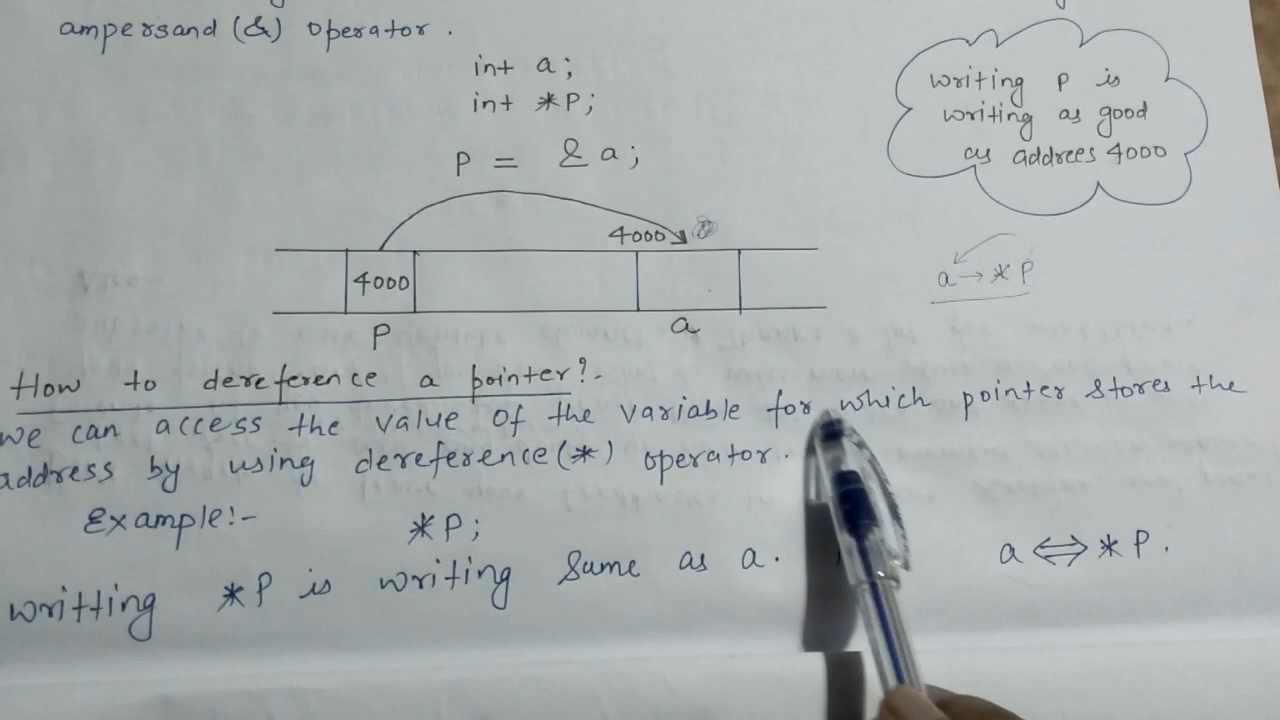 ampersand (&) operator.
int a;
int *P;
P = &a;
writing P is
writing as good
as addrees 4000
4000
4000
P
a
a → *P
How to dereference a pointer?-
we can access the value of the variable for which pointer stores the
address by using dereference(*) operator.
Example:- *P;
writting *P is writing same as a.
a ⟺ *P.